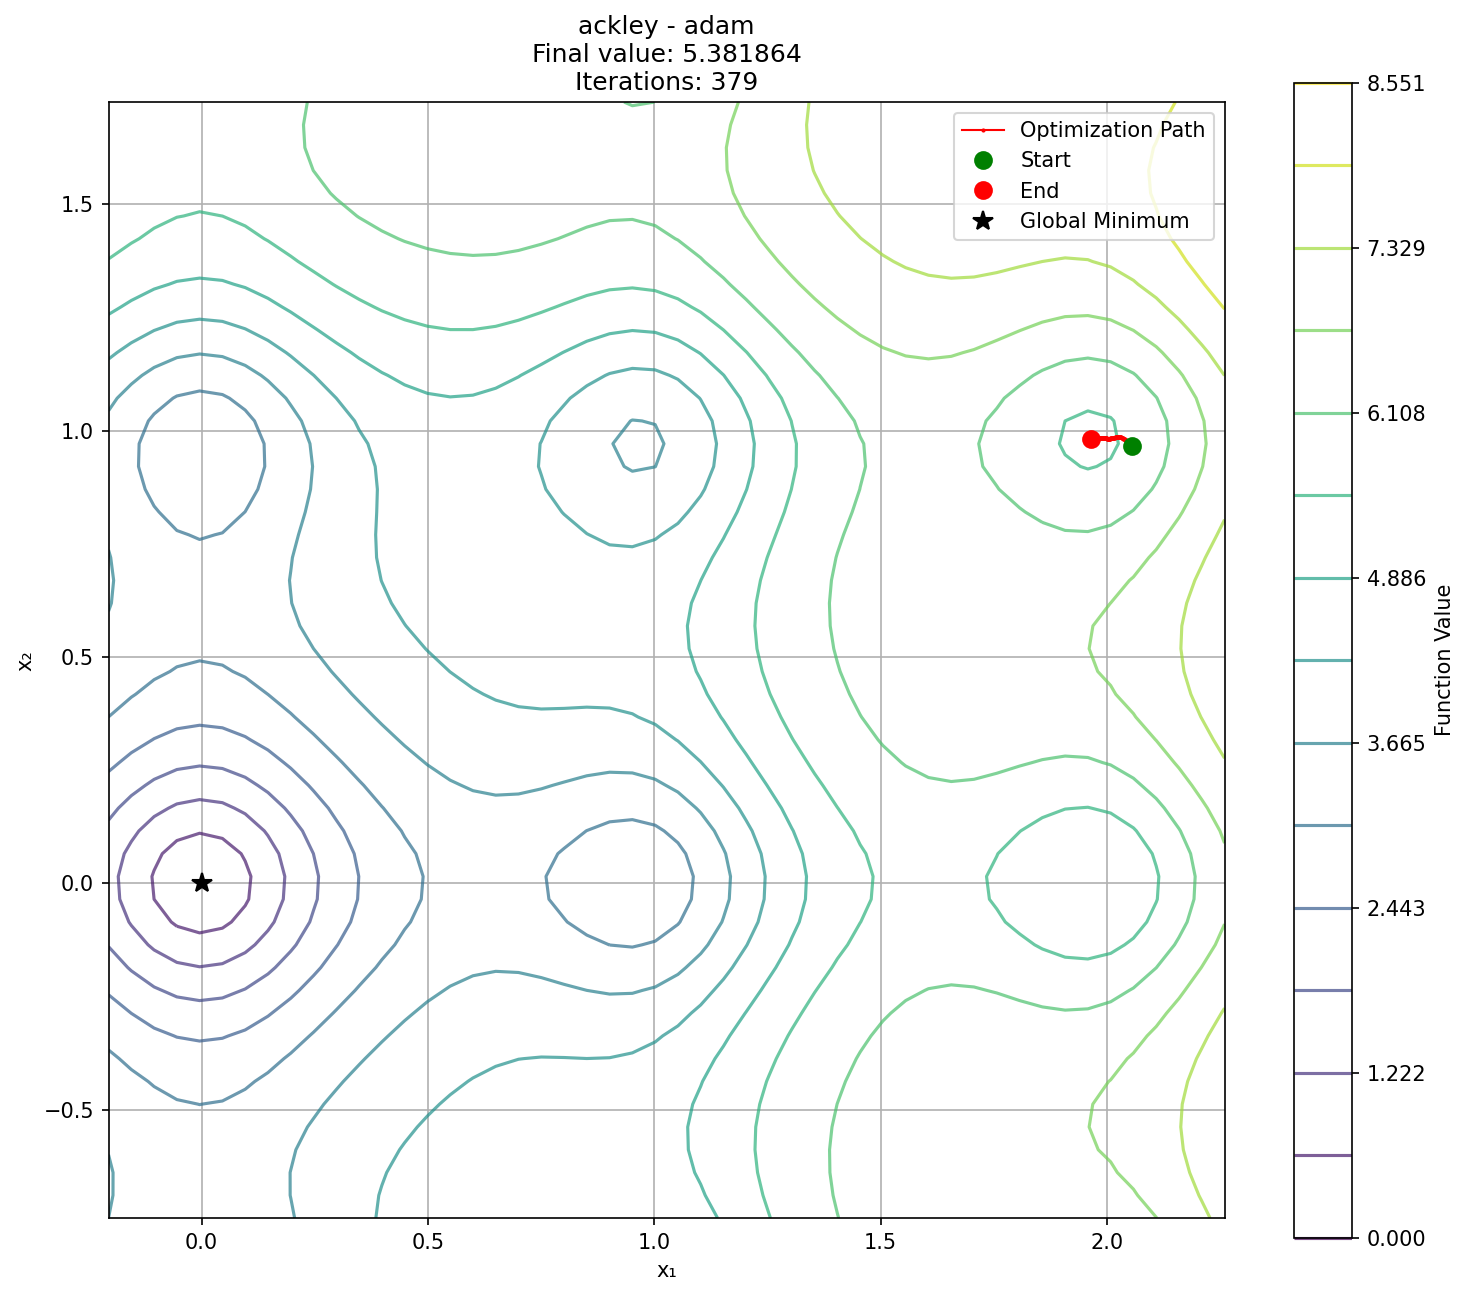 ackley - adam
Final value: 5.381864
Iterations: 379
Optimization Path
Start
End
Global Minimum
1.5
1.0
0.5
0.0
−0.5
x₂
0.0
0.5
1.0
1.5
2.0
x₁
8.551
7.329
6.108
4.886
3.665
2.443
1.222
0.000
Function Value